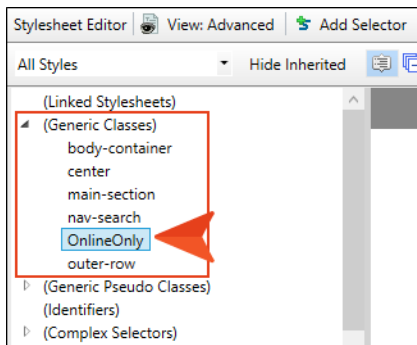 Stylesheet Editor View: Advanced Add Selector
All Styles Hide Inherited
(Linked Stylesheets)
(Generic Classes)
body-container
center
main-section
nav-search
OnlineOnly
outer-row
(Generic Pseudo Classes)
(Identifiers)
(Complex Selectors)